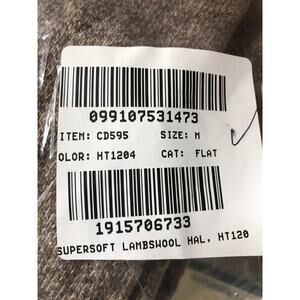 099107531473
ITEM: CD595 SIZE: M
OLOR: HT1204 CAT: FLAT
1915706733
SUPERSOFT LAMBSWOOL HAL, HT120